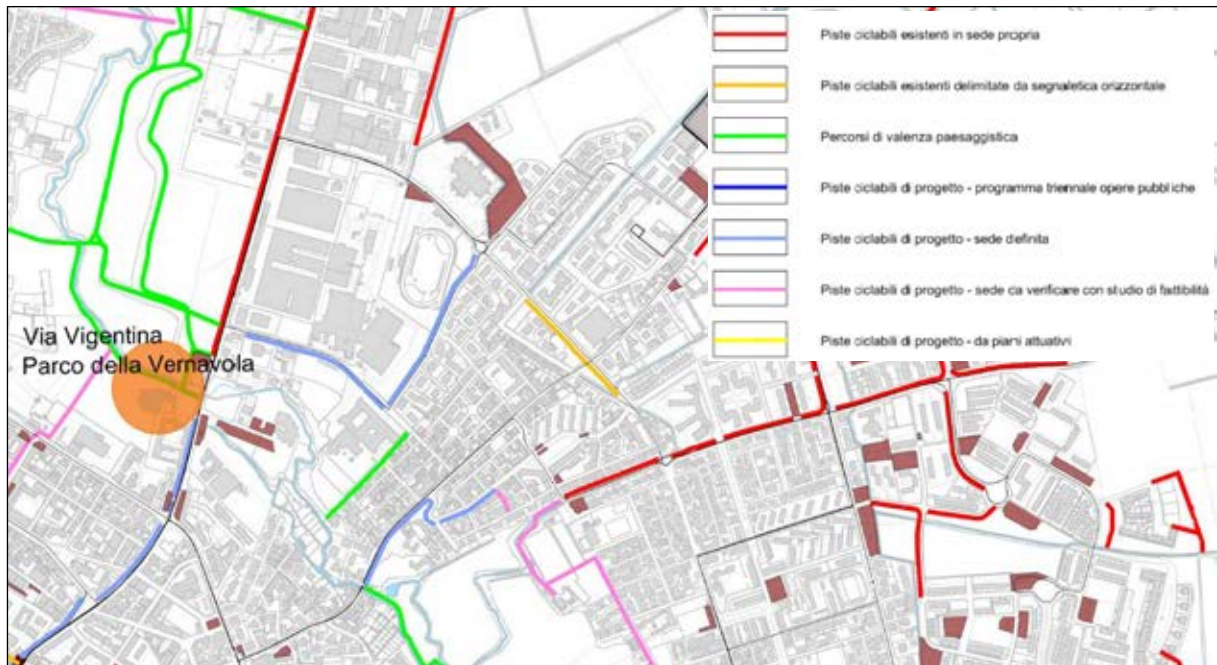 Piste ciclabili esistenti in sede propria
Piste ciclabili esistenti delimitate da segnaletica orizzontale
Percorsi di valenza paesaggistica
Piste ciclabili di progetto - programma triennale opere pubbliche
Piste ciclabili di progetto - sede definita
Piste ciclabili di progetto - sede da verificare con studio di fattibilità
Piste ciclabili di progetto - da piani attuativi
Via Vigentina
Parco della Vernavola